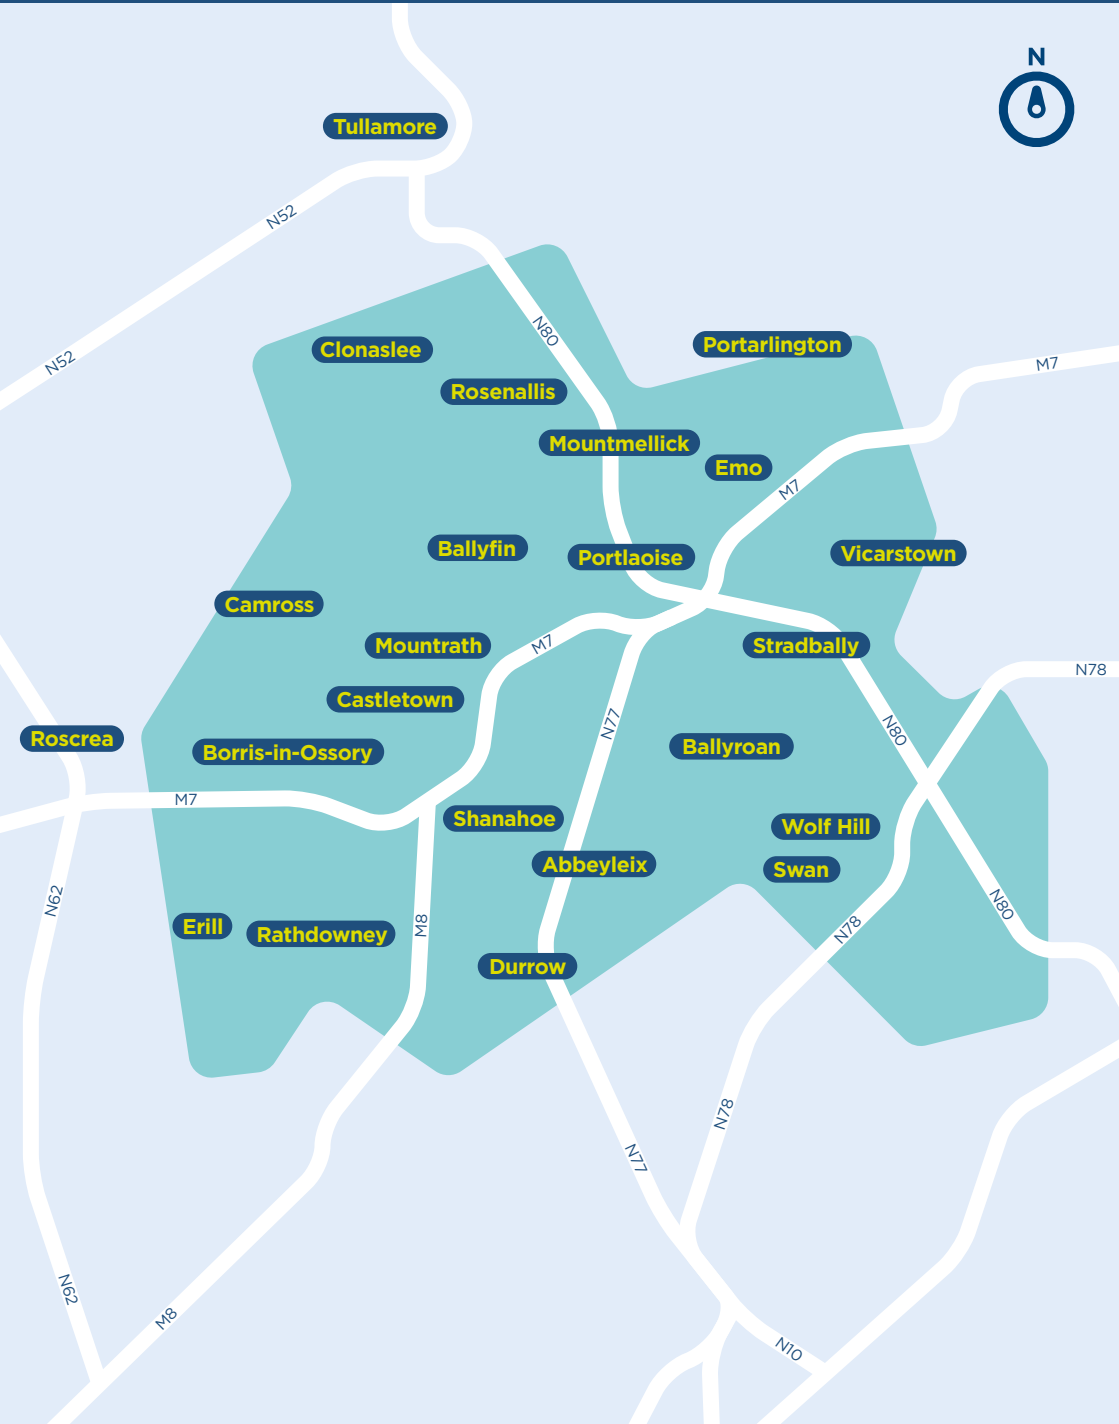 N
Tullamore
N52
N80
Portarlington
Clonaslee
N52
M7
Rosenallis
Mountmellick
Emo
M7
Ballyfin
Portlaoise
Vicarstown
Camross
Mountrath
M7
Stradbally
N78
Castletown
N77
N80
Roscrea
Borris-in-Ossory
Ballyroan
M7
Shanahoe
Wolf Hill
Abbeyleix
Swan
N62
N80
Erill
Rathdowney
M8
N78
Durrow
N78
N77
N62
M8
N10